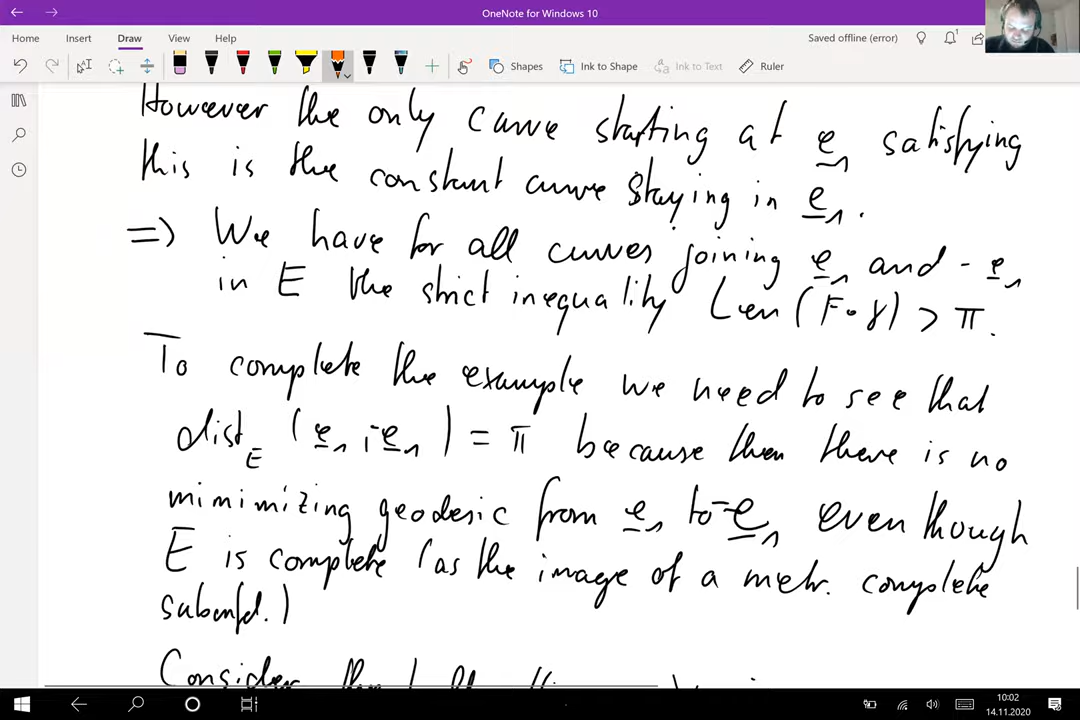 OneNote for Windows 10
Home Insert Draw View Help Saved offline (error)
Shapes Ink to Shape Ink to Text Ruler
However the only curve starting at e₁ satisfying
this is the constant curve staying in e₁.
=> We have for all curves joining e₁ and -e₁
in E the strict inequality Len(F∘γ) > π.
To complete the example we need to see that
dist_E (e₁, -e₁) = π because then there is no
minimizing geodesic from e₁ to -e₁ even though
E is complete (as the image of a metr. complete
submfd.)
Consider the
10:02
14.11.2020